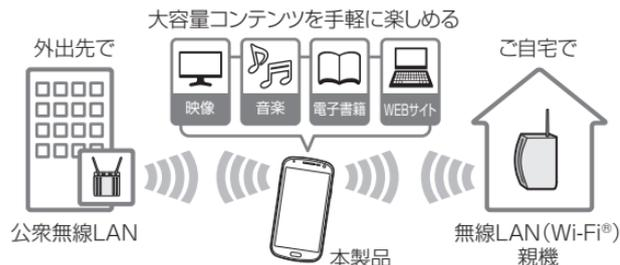 大容量コンテンツを手軽に楽しめる
外出先で
ご自宅で
映像
音楽
電子書籍
WEBサイト
公衆無線LAN
本製品
無線LAN(Wi-Fi®)
親機